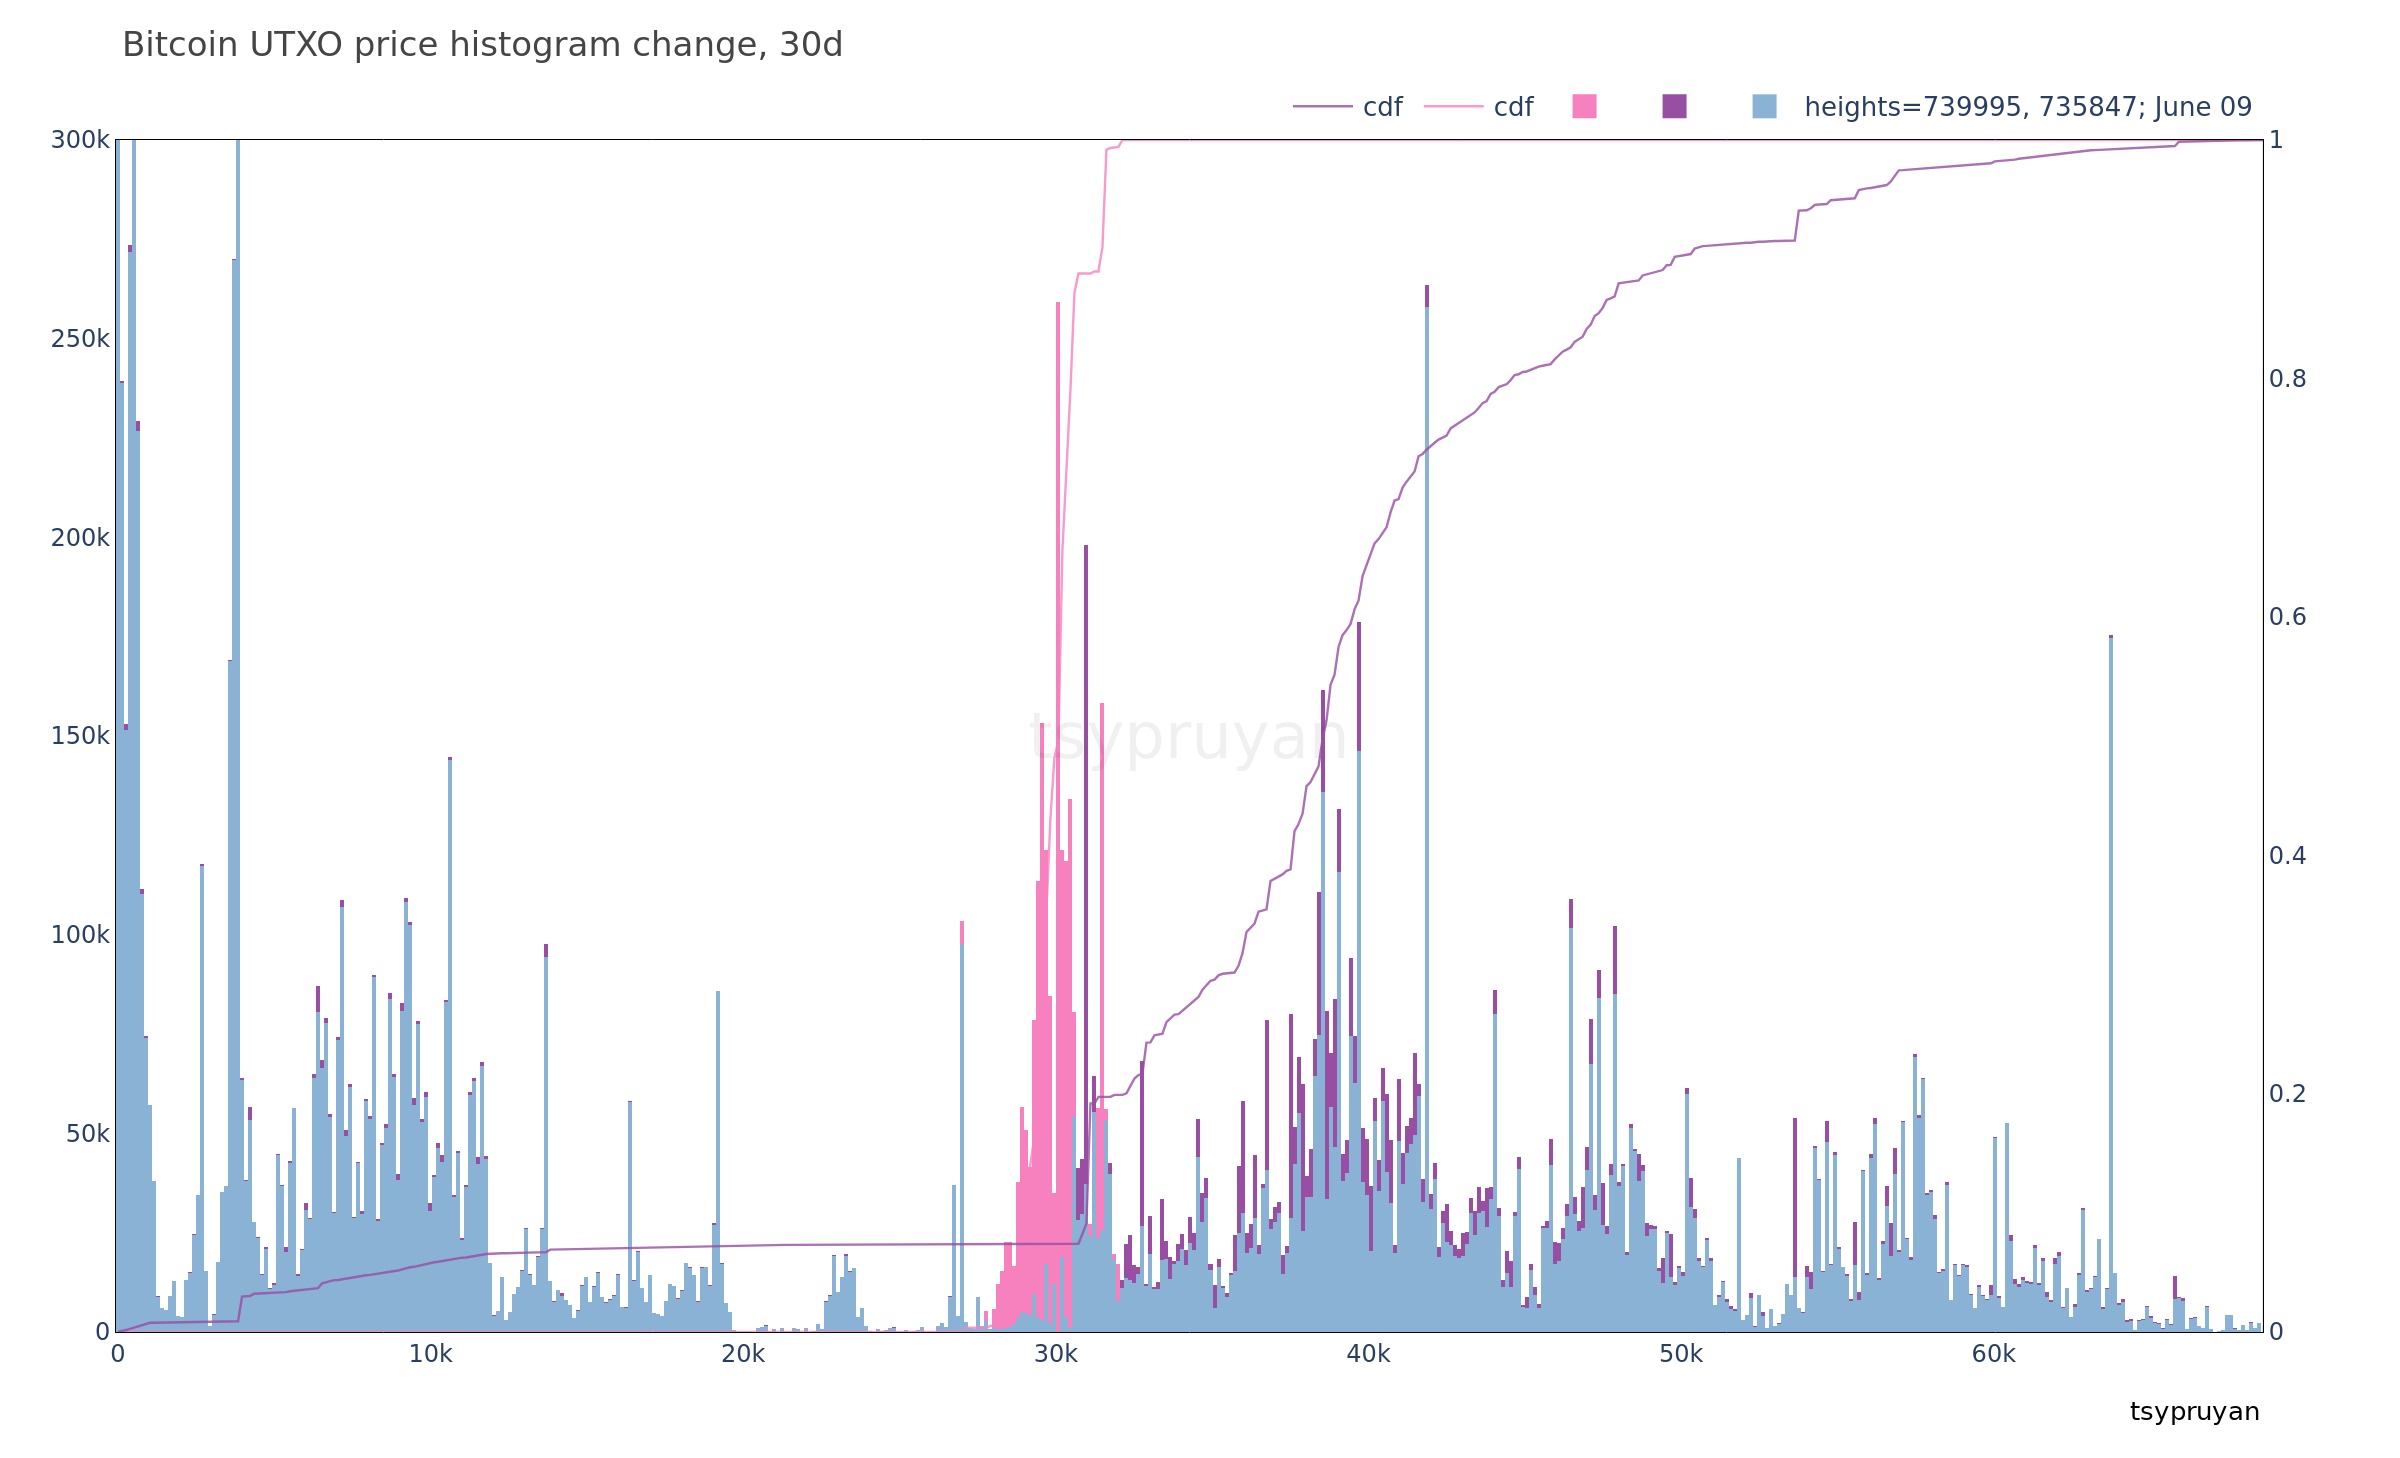 Bitcoin UTXO price histogram change, 30d
cdf cdf heights=739995, 735847; June 09
300k 1
250k
0.8
200k
0.6
150k
tsypruyan
0.4
100k
0.2
50k
0 0
0 10k 20k 30k 40k 50k 60k
tsypruyan